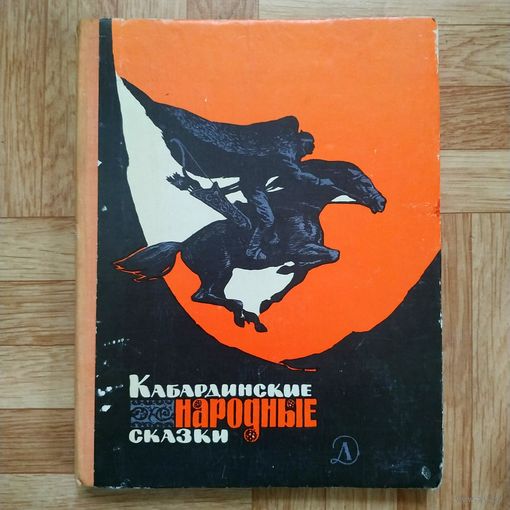 Кабардинские
народные
сказки
Д